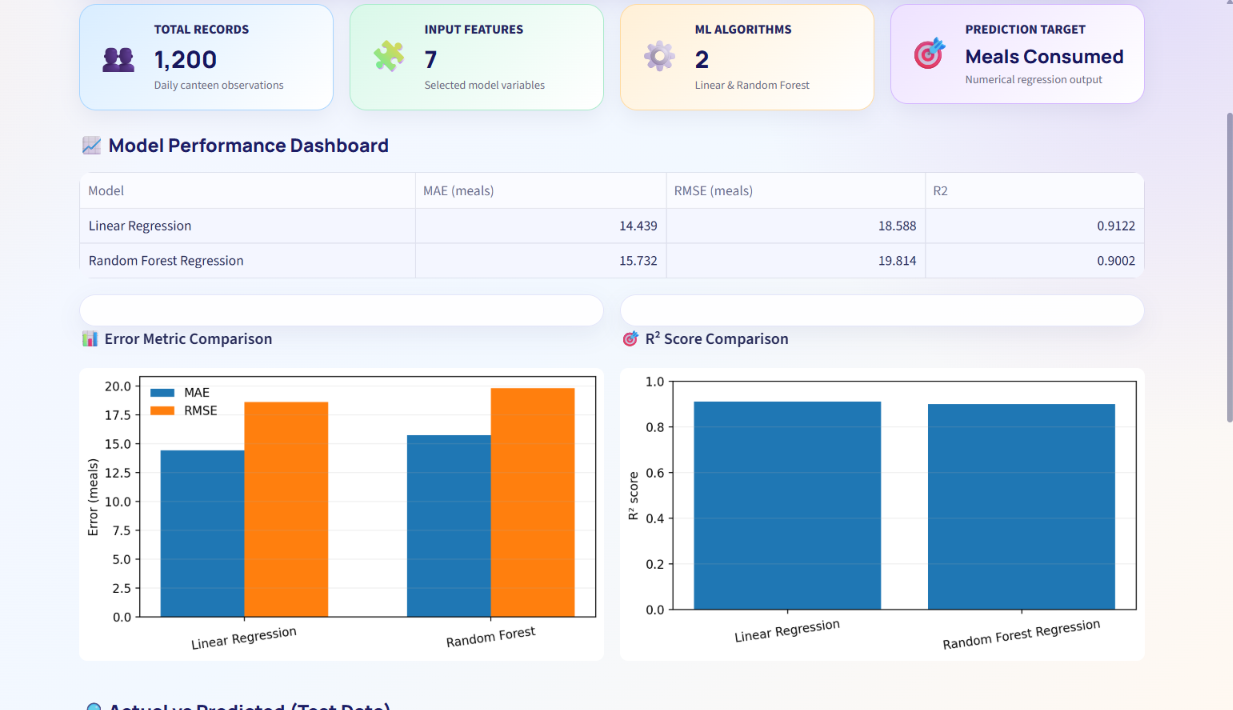 TOTAL RECORDS
1,200
Daily canteen observations
INPUT FEATURES
7
Selected model variables
ML ALGORITHMS
2
Linear & Random Forest
PREDICTION TARGET
Meals Consumed
Numerical regression output
Model Performance Dashboard
Model MAE (meals) RMSE (meals) R2
Linear Regression 14.439 18.588 0.9122
Random Forest Regression 15.732 19.814 0.9002
Error Metric Comparison
20.0
17.5
15.0
12.5
10.0
7.5
5.0
2.5
0.0
Error (meals)
MAE
RMSE
Linear Regression
Random Forest
R² Score Comparison
1.0
0.8
0.6
0.4
0.2
0.0
R² score
Linear Regression
Random Forest Regression
Actual vs Predicted (Test Data)